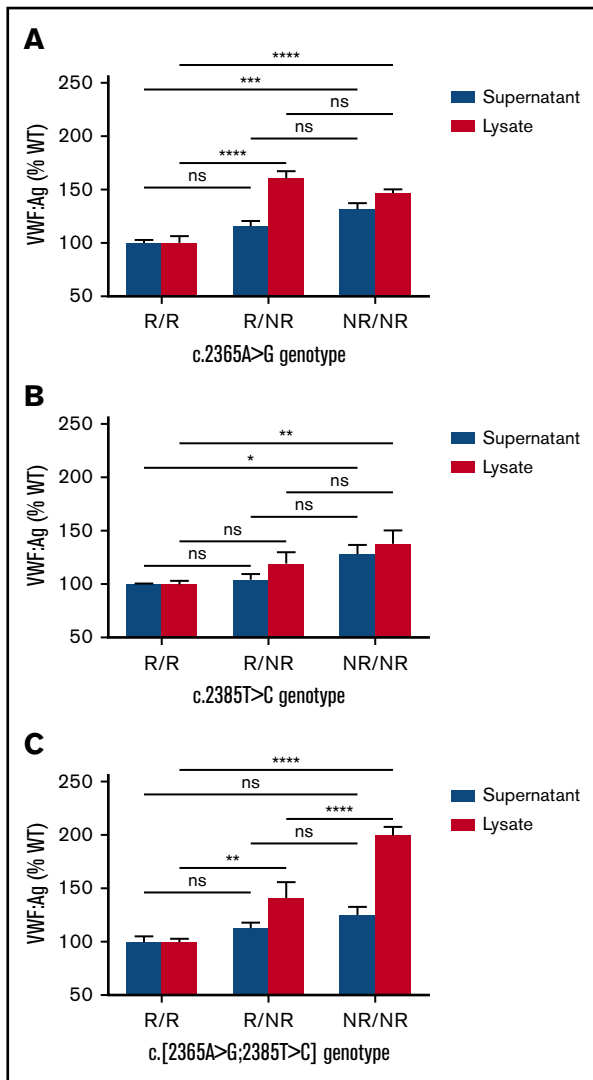 A
****
250
***
Supernatant
ns
Lysate
200
ns
****
150
ns
100
50
VWF:Ag (% WT)
R/R
R/NR
NR/NR
c.2365A>G genotype
B
250
**
Supernatant
*
Lysate
200
ns
ns
150
ns
ns
100
50
VWF:Ag (% WT)
R/R
R/NR
NR/NR
c.2385T>C genotype
C
****
250
ns
Supernatant
****
Lysate
200
ns
**
150
ns
100
50
VWF:Ag (% WT)
R/R
R/NR
NR/NR
c.[2365A>G;2385T>C] genotype